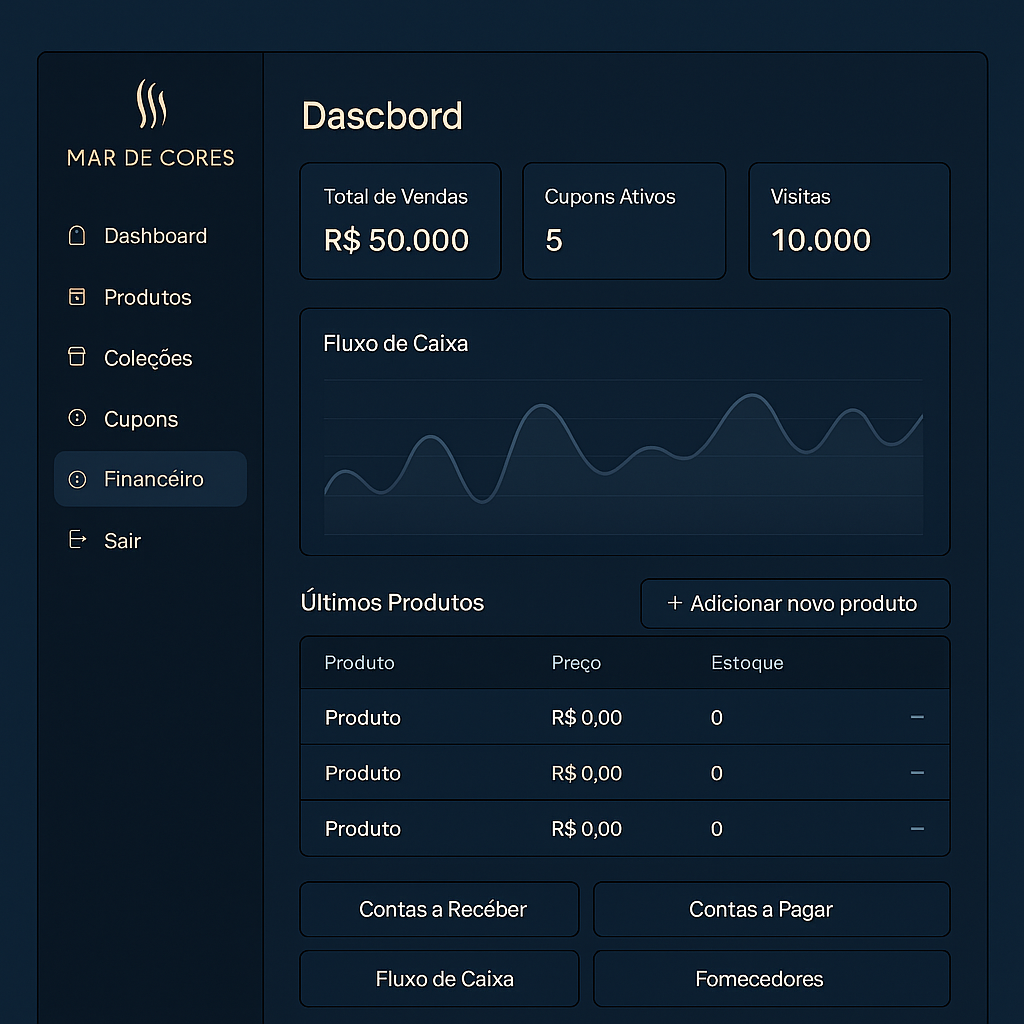 MAR DE CORES
Dashboard
Produtos
Coleções
Cupons
Financéiro
Sair
Dascbord
Total de Vendas
R$ 50.000
Cupons Ativos
5
Visitas
10.000
Fluxo de Caixa
Últimos Produtos
+ Adicionar novo produto
Produto Preço Estoque
Produto R$ 0,00 0 –
Produto R$ 0,00 0 –
Produto R$ 0,00 0 –
Contas a Recéber
Contas a Pagar
Fluxo de Caixa
Fomecedores